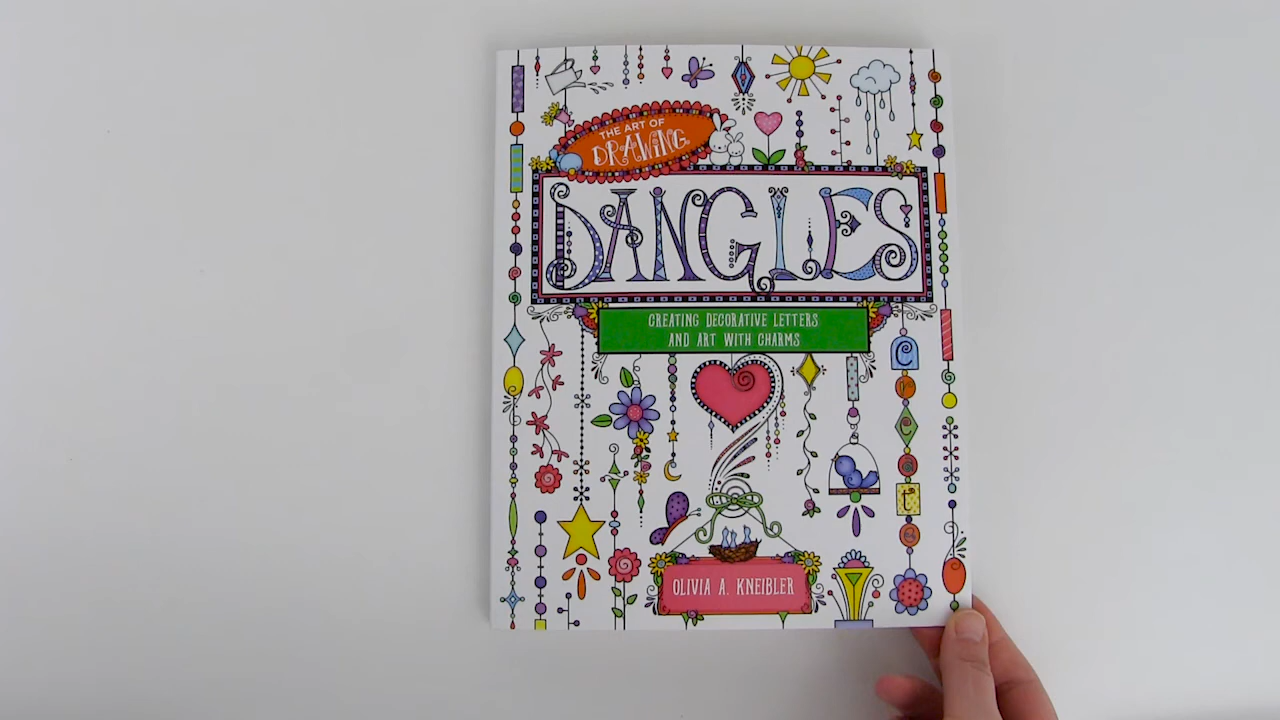 THE ART OF
DRAWING
DANGLES
CREATING DECORATIVE LETTERS
AND ART WITH CHARMS
C
r
e
a
t
e
OLIVIA A. KNEIBLER